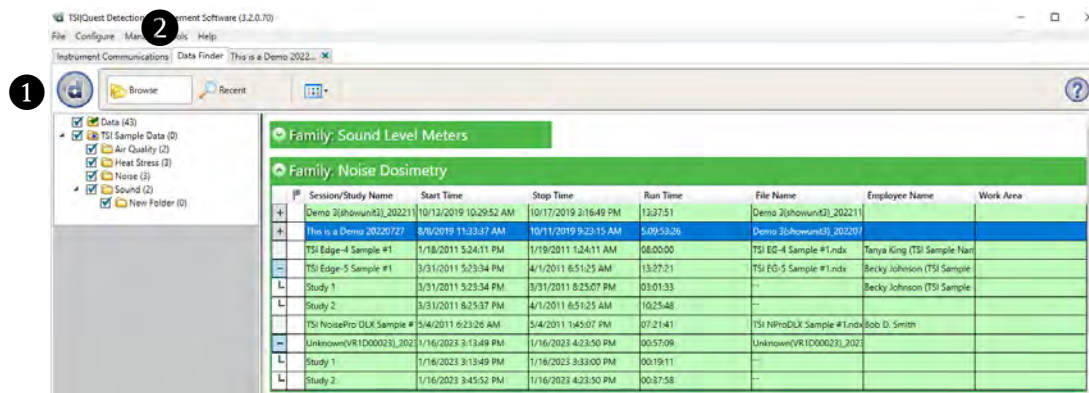 TSI|Quest Detection ement Software (3.2.0.70)
2
File Configure Man ols Help
Instrument Communications Data Finder This is a Demo 2022...
1
Browse Recent ?
Data (43)
TSI Sample Data (0)
Air Quality (2)
Heat Stress (3)
Noise (3)
Sound (2)
New Folder (0)
Family: Sound Level Meters
Family: Noise Dosimetry
Session/Study Name Start Time Stop Time Run Time File Name Employee Name Work Area
+ Demo 3(showunit3)_202211 10/13/2019 10:29:52 AM 10/17/2019 3:16:49 PM 13:37:51 Demo 3(showunit3)_202211
+ This is a Demo 20220727 8/8/2019 11:33:37 AM 10/11/2019 9:23:15 AM 5.09:53:26 Demo 3(showunit3)_202207
TSI Edge-4 Sample #1 1/18/2011 5:24:11 PM 1/19/2011 1:24:11 AM 08:00:00 TSI EG-4 Sample #1.ndx Tanya King (TSI Sample Nam
- TSI Edge-5 Sample #1 3/31/2011 5:23:34 PM 4/1/2011 6:51:25 AM 13:27:21 TSI EG-5 Sample #1.ndx Becky Johnson (TSI Sample
Study 1 3/31/2011 5:23:34 PM 3/31/2011 8:25:07 PM 03:01:33 -- Becky Johnson (TSI Sample
Study 2 3/31/2011 8:25:37 PM 4/1/2011 6:51:25 AM 10:25:48 --
TSI NoisePro DLX Sample # 5/4/2011 6:23:26 AM 5/4/2011 1:45:07 PM 07:21:41 TSI NProDLX Sample #1.ndx Bob D. Smith
- Unknown(VR1D00023)_2023 1/16/2023 3:13:49 PM 1/16/2023 4:23:50 PM 00:57:09 Unknown(VR1D00023)_2023
Study 1 1/16/2023 3:13:49 PM 1/16/2023 3:33:00 PM 00:19:11 --
Study 2 1/16/2023 3:45:52 PM 1/16/2023 4:23:50 PM 00:37:58 --